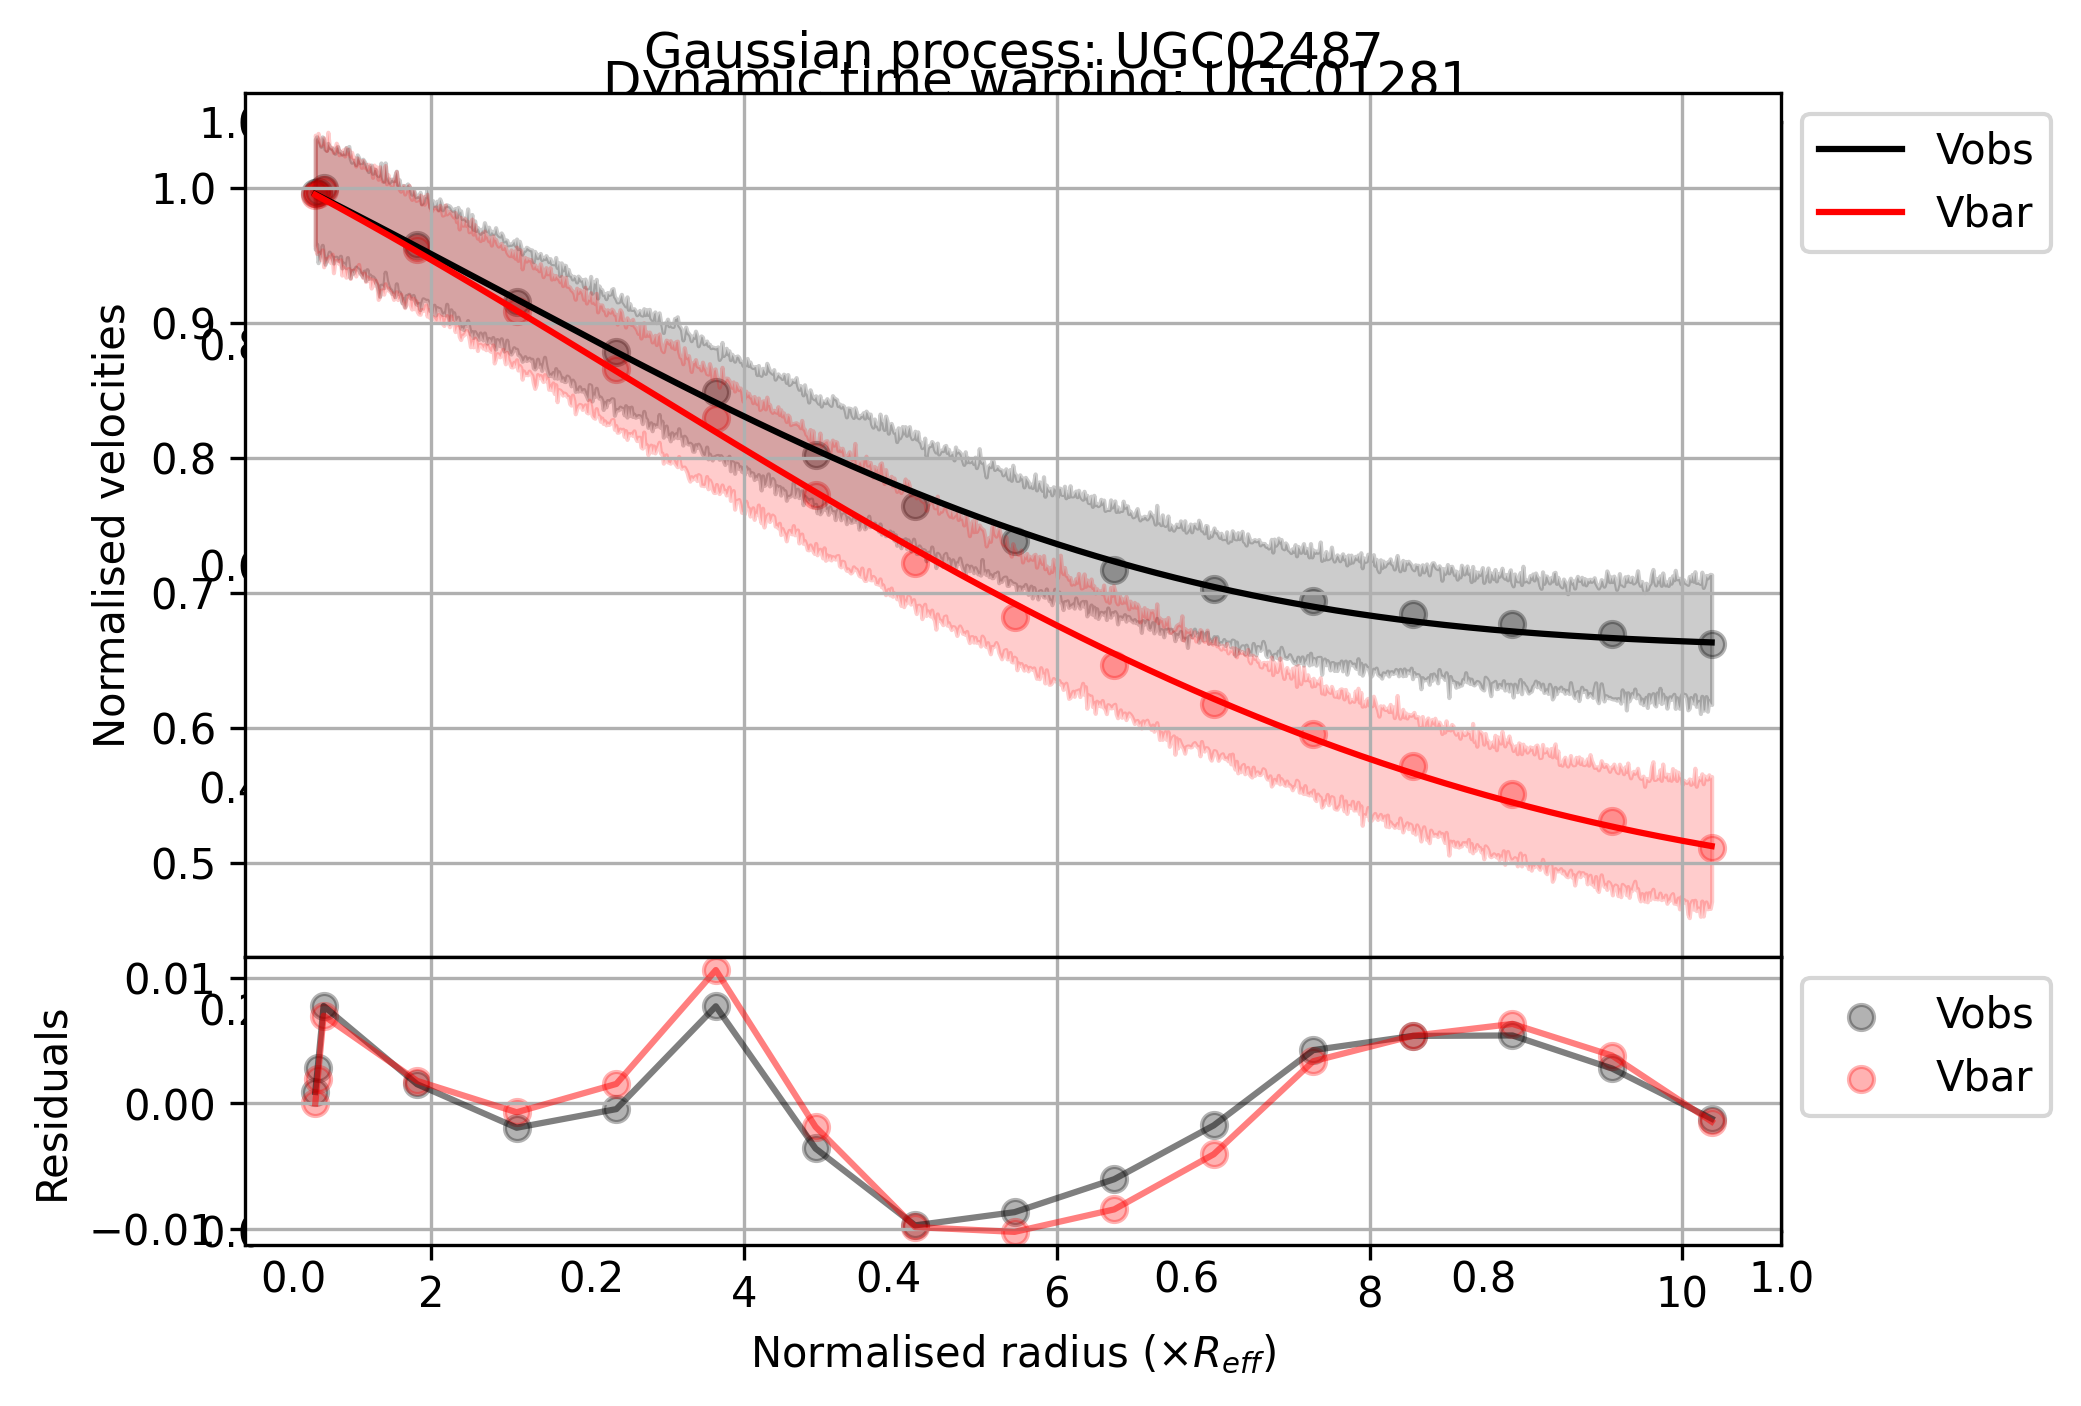 Gaussian process: UGC02487
Dynamic time warping: UGC01281
1.0
0.9
0.8
0.7
0.6
0.5
Normalised velocities
Vobs
Vbar
0.01
0.00
−0.01
Residuals
Vobs
Vbar
0.0 0.2 0.4 0.6 0.8 1.0
2 4 6 8 10
Normalised radius (×R_eff)